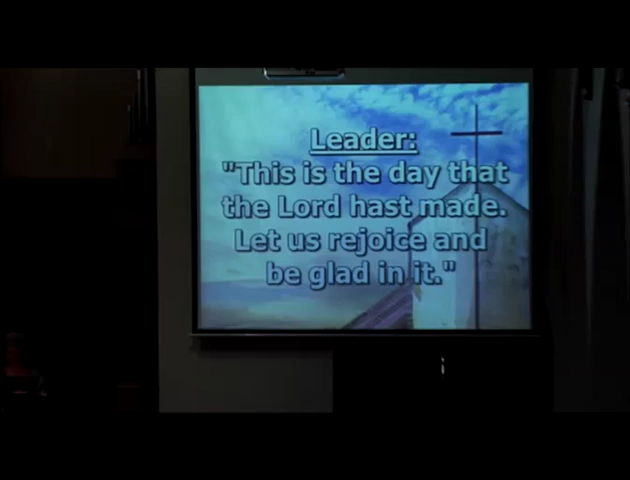 Leader:
"This is the day that
the Lord hast made.
Let us rejoice and
be glad in it."